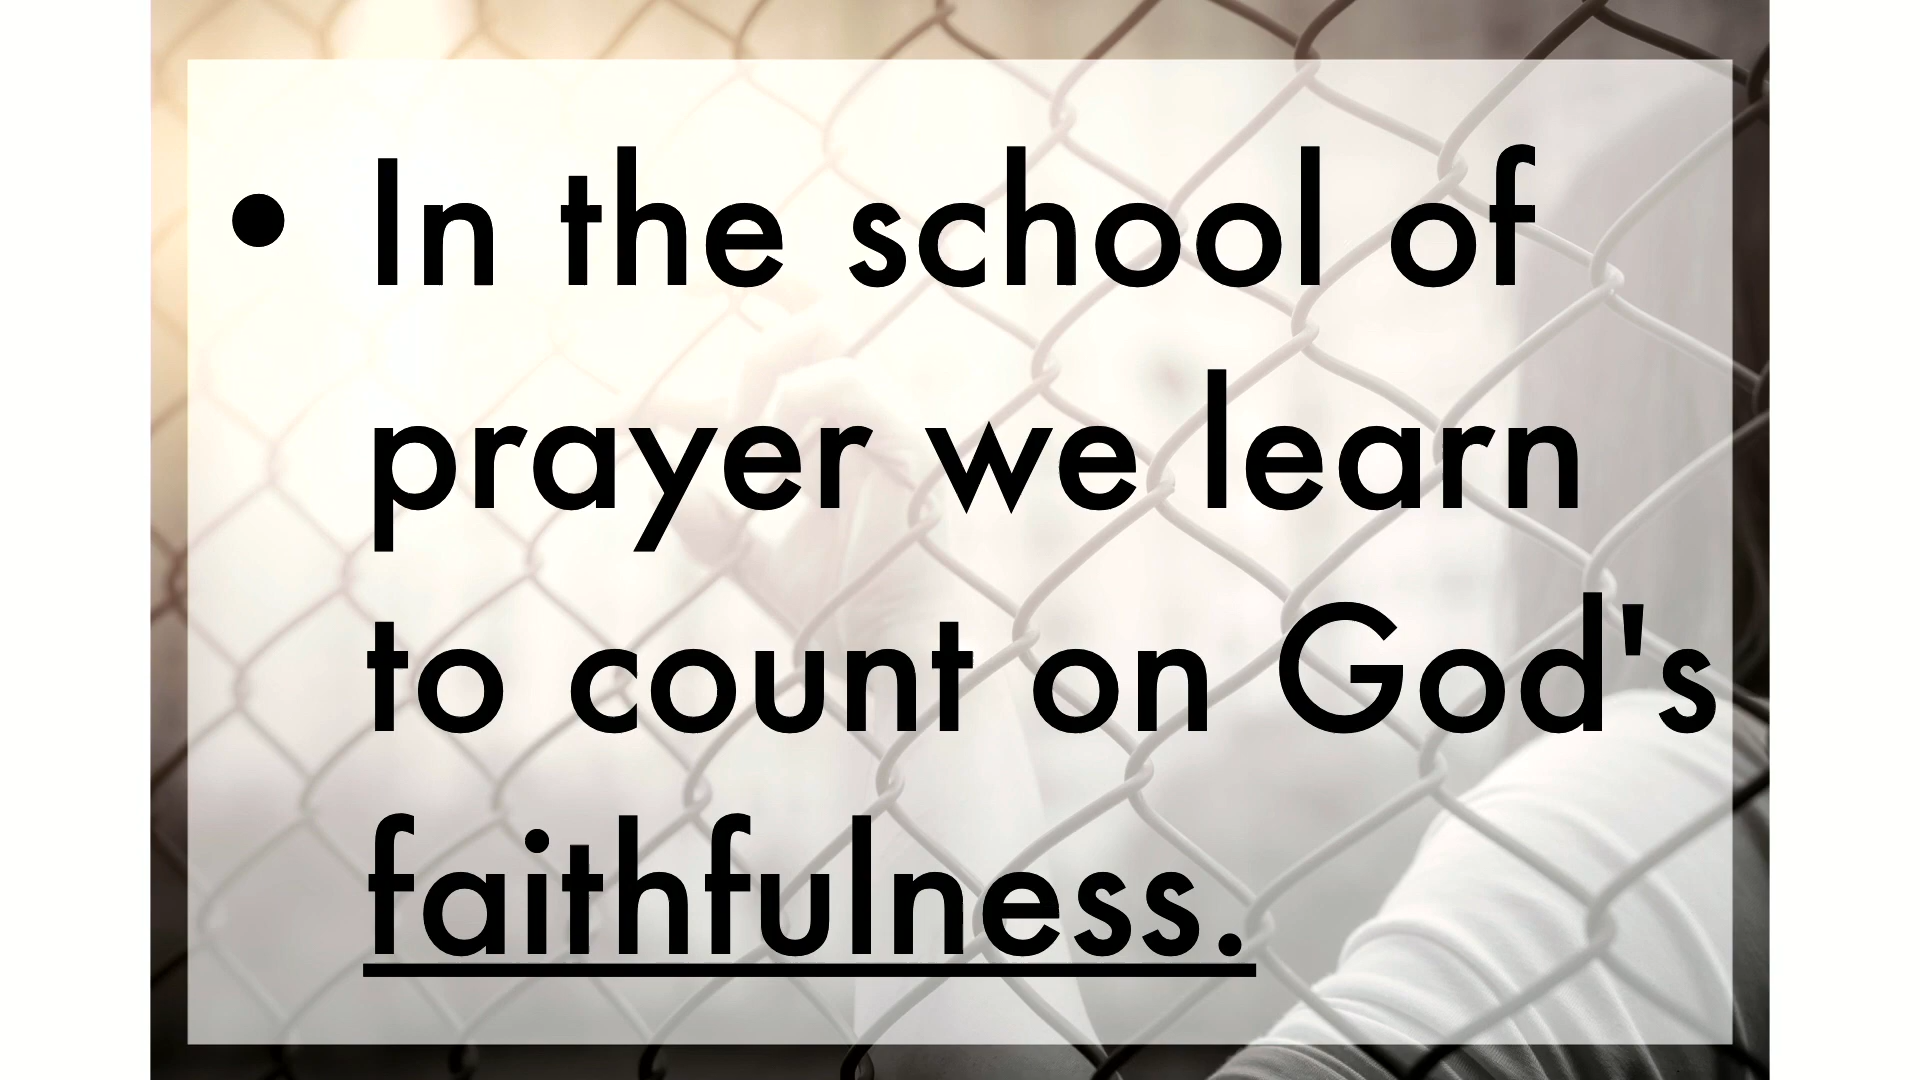 • In the school of
prayer we learn
to count on God's
faithfulness.